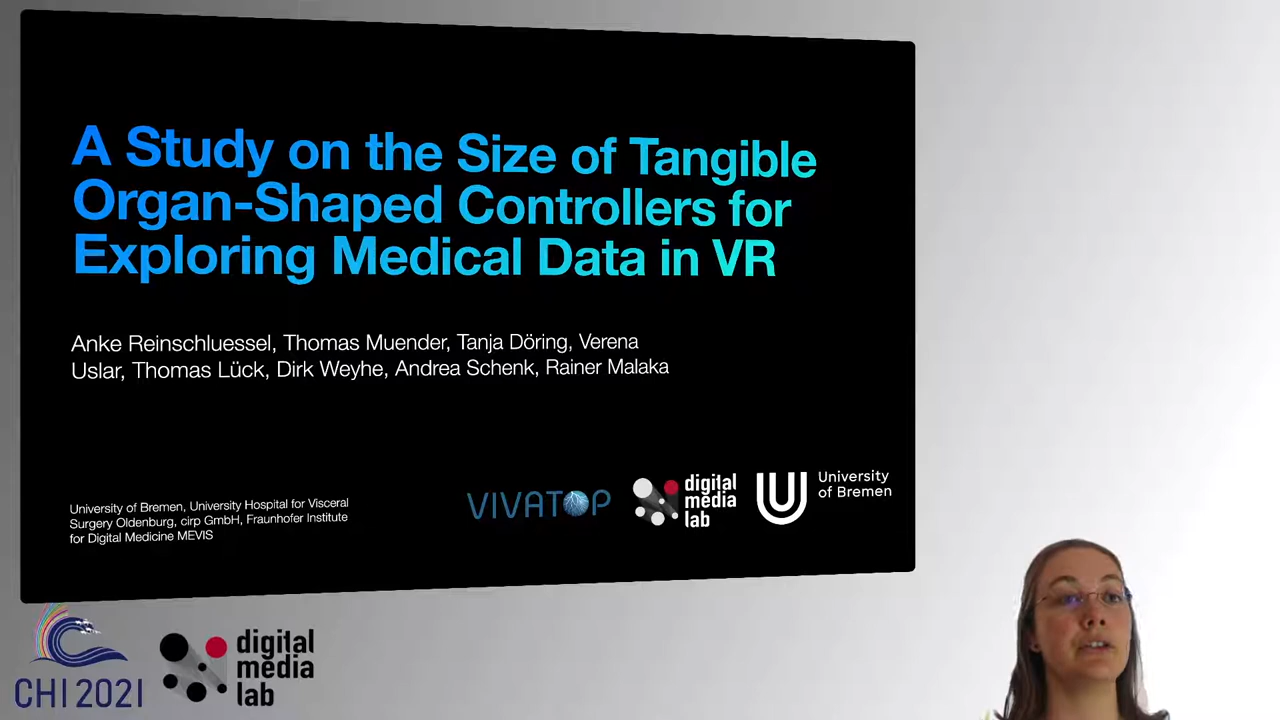 A Study on the Size of Tangible
Organ-Shaped Controllers for
Exploring Medical Data in VR
Anke Reinschluessel, Thomas Muender, Tanja Döring, Verena
Uslar, Thomas Lück, Dirk Weyhe, Andrea Schenk, Rainer Malaka
University of Bremen, University Hospital for Visceral
Surgery Oldenburg, cirp GmbH, Fraunhofer Institute
for Digital Medicine MEVIS
VIVATOP
digital
media
lab
University
of Bremen
CHI 2021
digital
media
lab